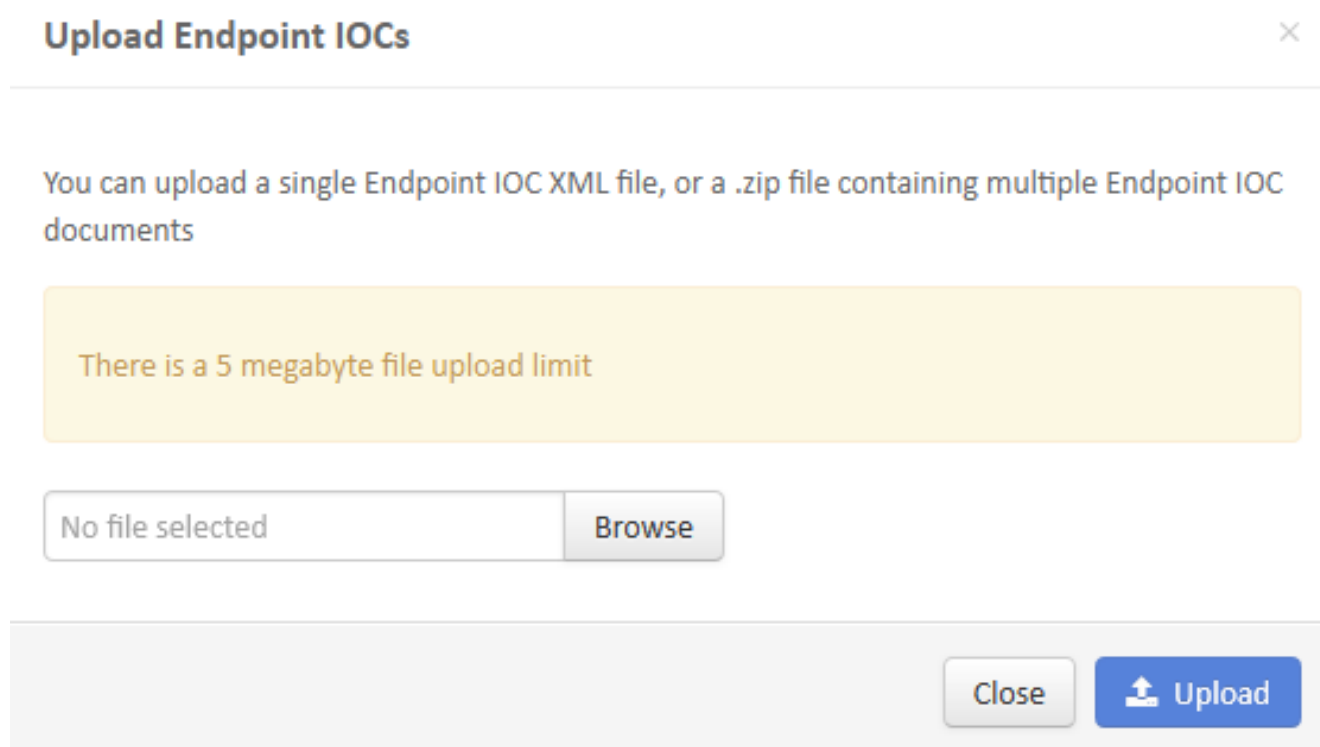 Upload Endpoint IOCs
You can upload a single Endpoint IOC XML file, or a .zip file containing multiple Endpoint IOC
documents
There is a 5 megabyte file upload limit
No file selected
Browse
Close
Upload